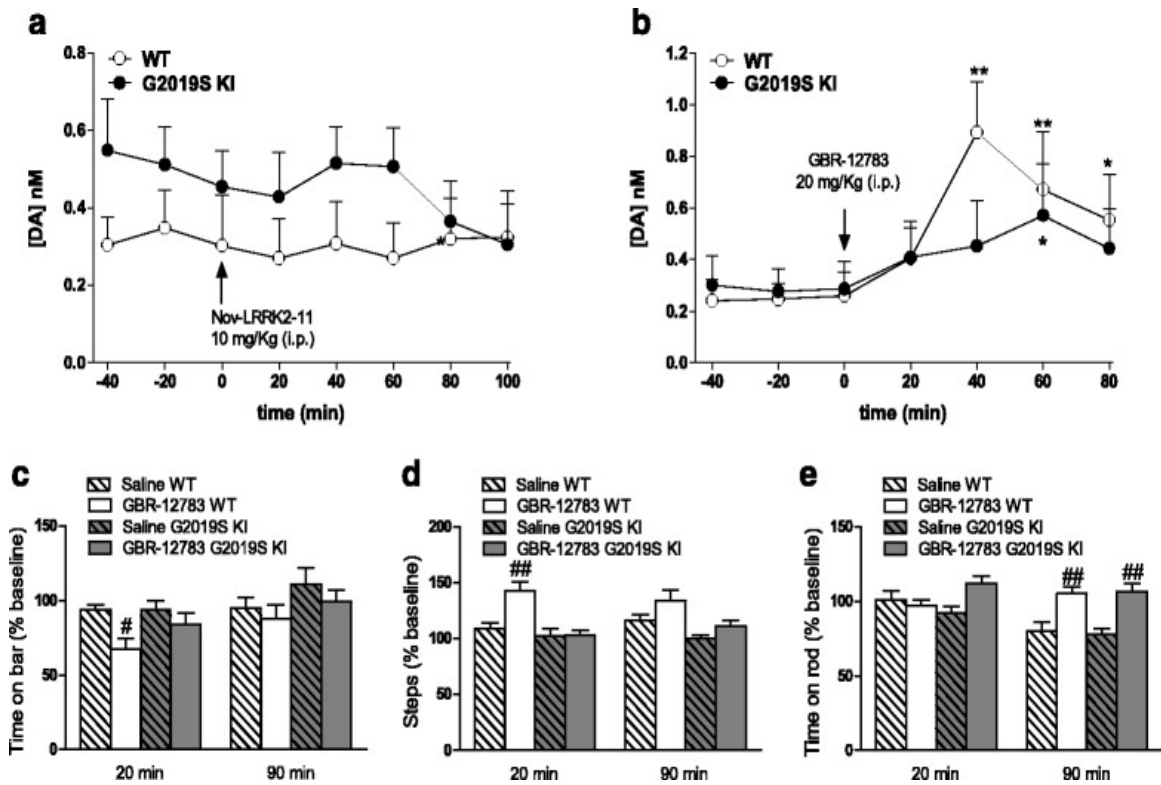 a
WT
G2019S KI
[DA] nM
0.8
0.6
0.4
0.2
0.0
*
Nov-LRRK2-11
10 mg/Kg (i.p.)
-40 -20 0 20 40 60 80 100
time (min)
b
WT
G2019S KI
[DA] nM
1.2
1.0
0.8
0.6
0.4
0.2
0.0
GBR-12783
20 mg/Kg (i.p.)
**
**
*
*
-40 -20 0 20 40 60 80
time (min)
c
Saline WT
GBR-12783 WT
Saline G2019S KI
GBR-12783 G2019S KI
Time on bar (% baseline)
150
100
50
0
#
20 min 90 min
d
Saline WT
GBR-12783 WT
Saline G2019S KI
GBR-12783 G2019S KI
Steps (% baseline)
200
150
100
50
0
##
20 min 90 min
e
Saline WT
GBR-12783 WT
Saline G2019S KI
GBR-12783 G2019S KI
Time on rod (% baseline)
150
100
50
0
##
##
20 min 90 min